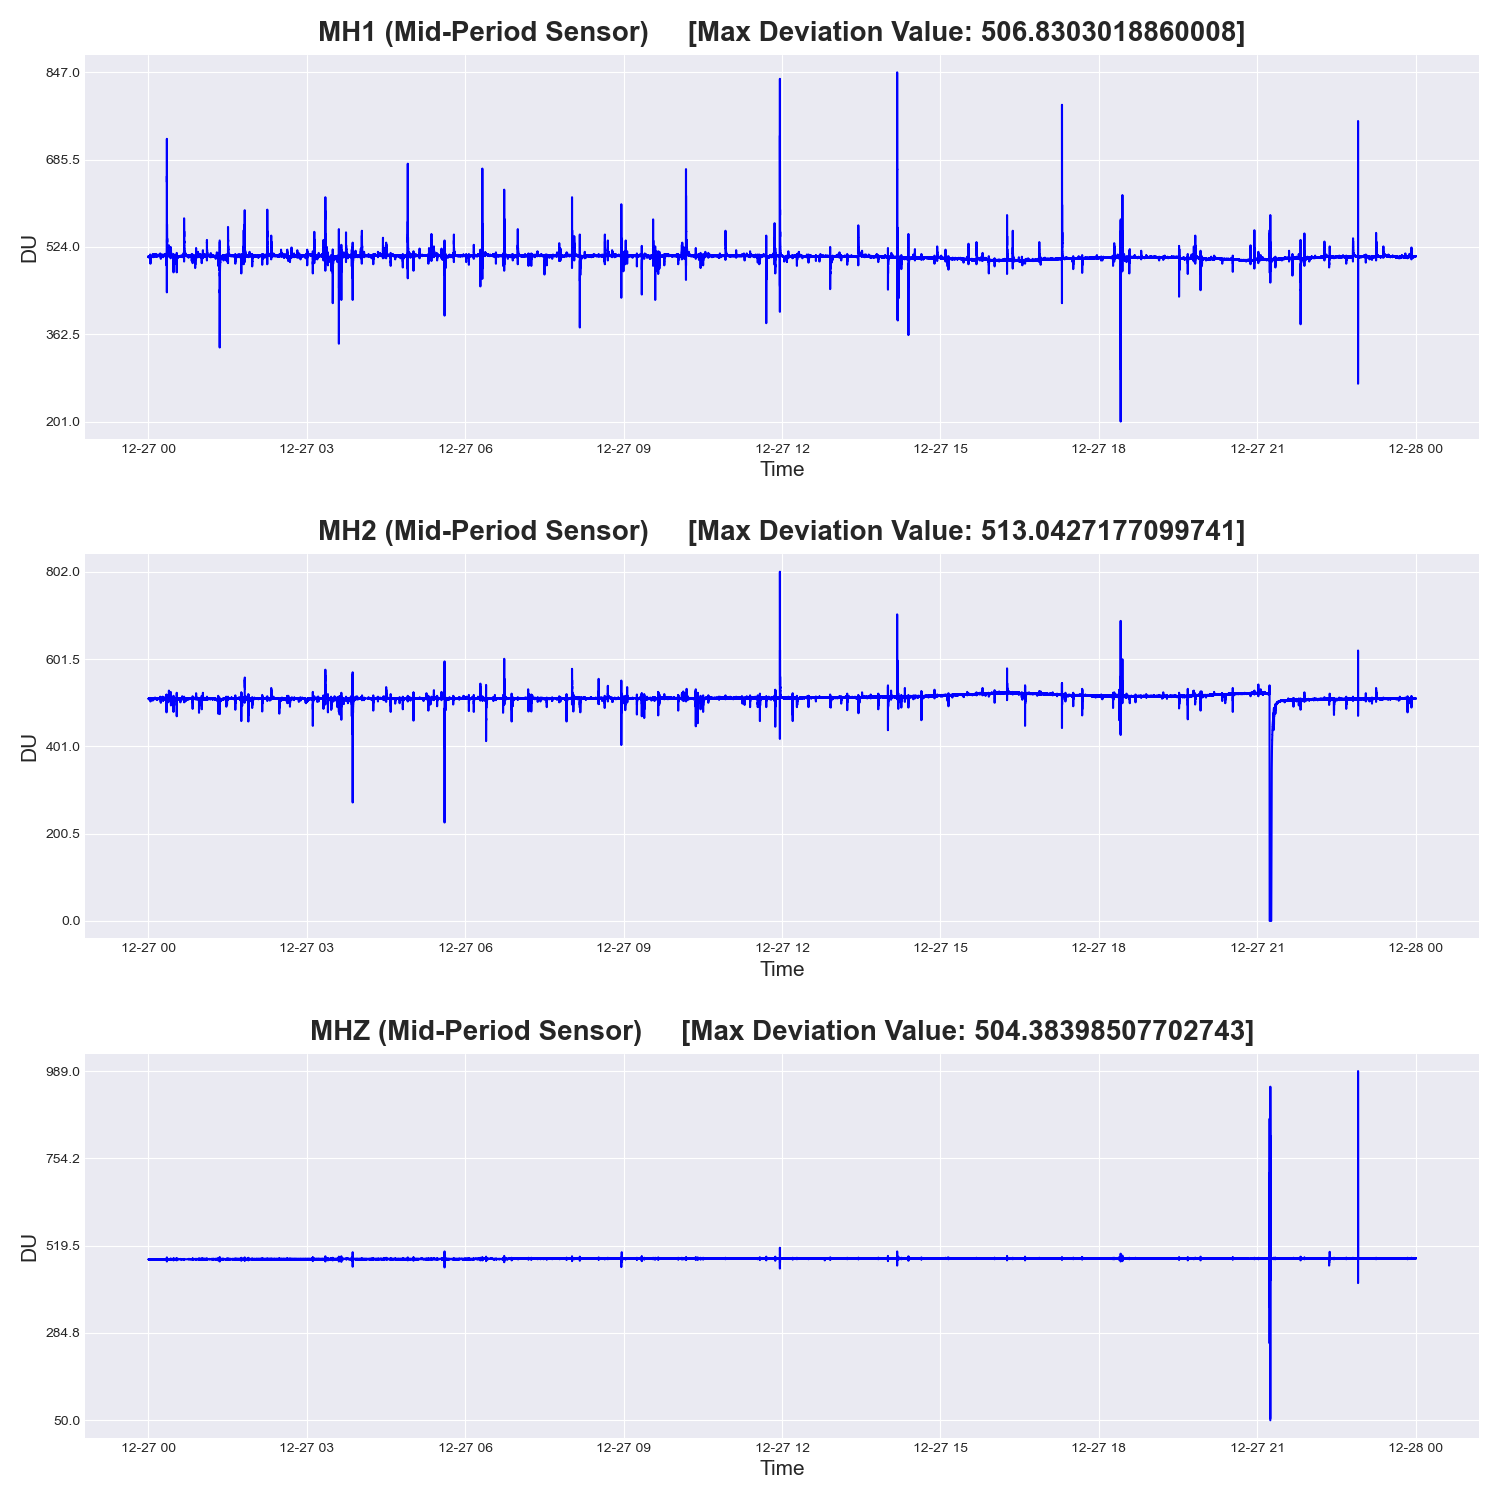 MH1 (Mid-Period Sensor) [Max Deviation Value: 506.8303018860008]
847.0
685.5
524.0
362.5
201.0
DU
12-27 00 12-27 03 12-27 06 12-27 09 12-27 12 12-27 15 12-27 18 12-27 21 12-28 00
Time
MH2 (Mid-Period Sensor) [Max Deviation Value: 513.0427177099741]
802.0
601.5
401.0
200.5
0.0
DU
12-27 00 12-27 03 12-27 06 12-27 09 12-27 12 12-27 15 12-27 18 12-27 21 12-28 00
Time
MHZ (Mid-Period Sensor) [Max Deviation Value: 504.38398507702743]
989.0
754.2
519.5
284.8
50.0
DU
12-27 00 12-27 03 12-27 06 12-27 09 12-27 12 12-27 15 12-27 18 12-27 21 12-28 00
Time